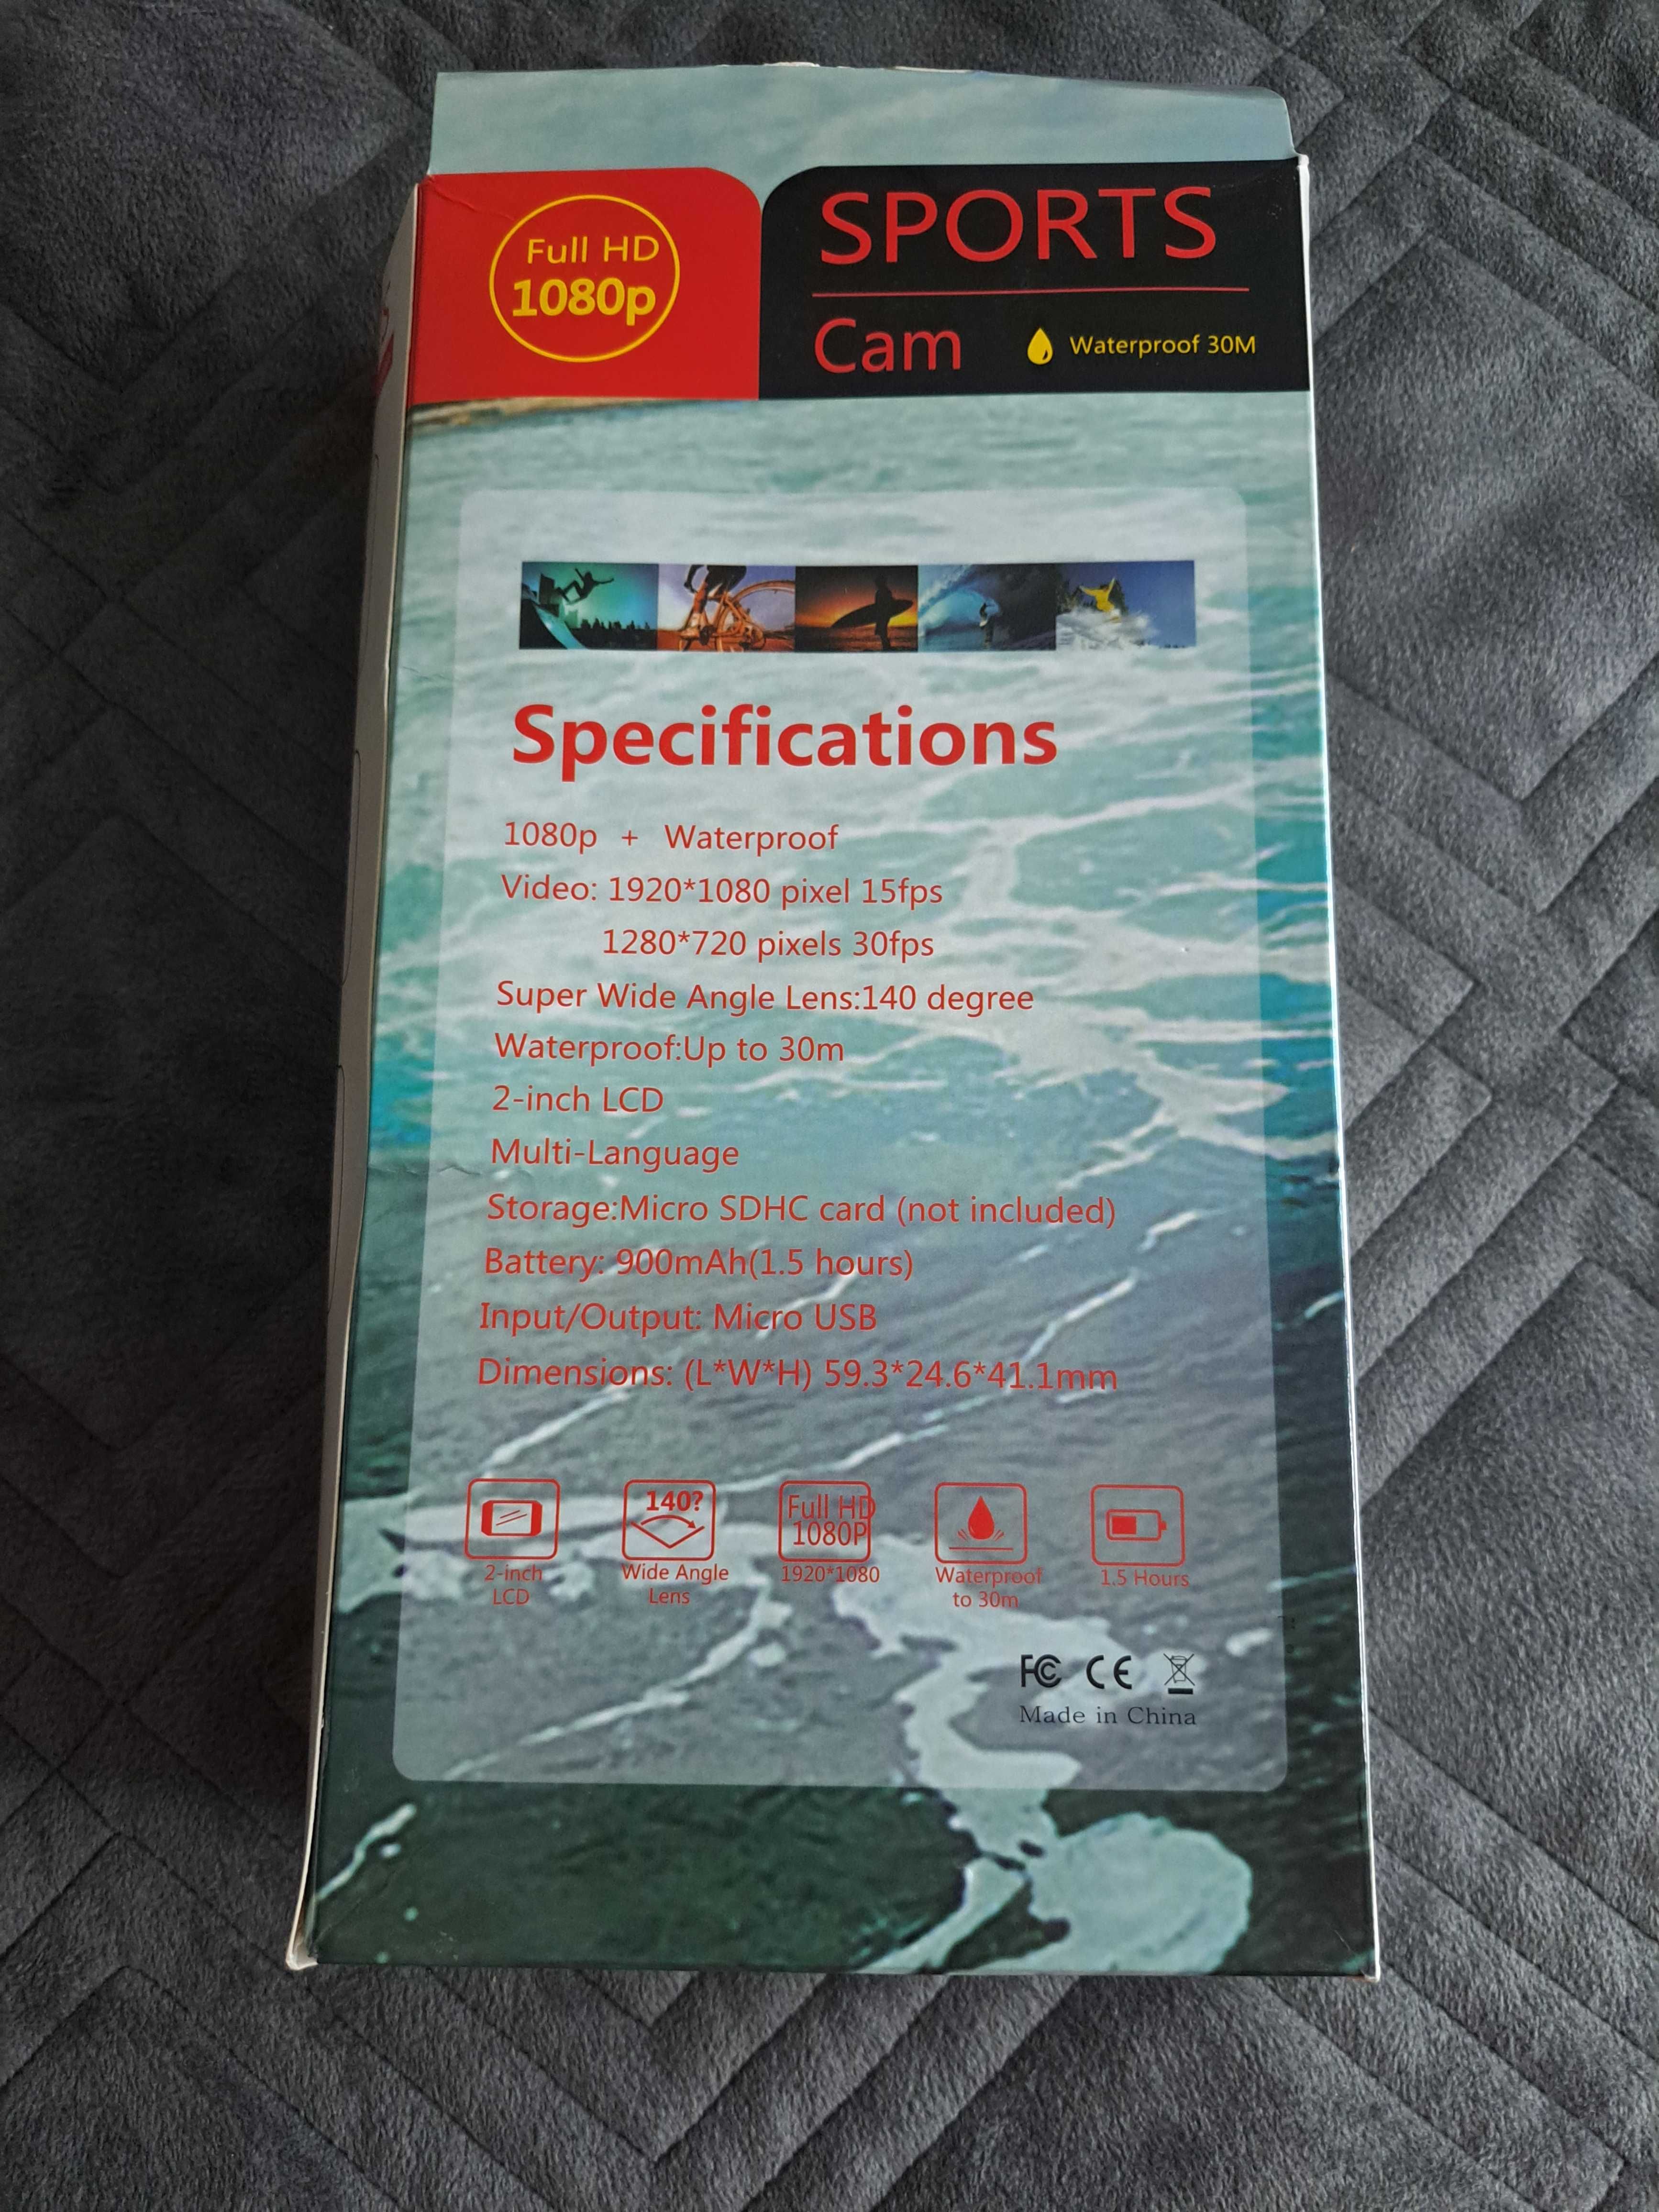 Full HD
1080p
SPORTS
Cam
Waterproof 30M
Specifications
1080p + Waterproof
Video: 1920*1080 pixel 15fps
1280*720 pixels 30fps
Super Wide Angle Lens:140 degree
Waterproof:Up to 30m
2-inch LCD
Multi-Language
Storage:Micro SDHC card (not included)
Battery: 900mAh(1.5 hours)
Input/Output: Micro USB
Dimensions: (L*W*H) 59.3*24.6*41.1mm
140?
Full HD
1080P
2-inch
LCD
Wide Angle
Lens
1920*1080
Waterproof
to 30m
1.5 Hours
FC CE
Made in China